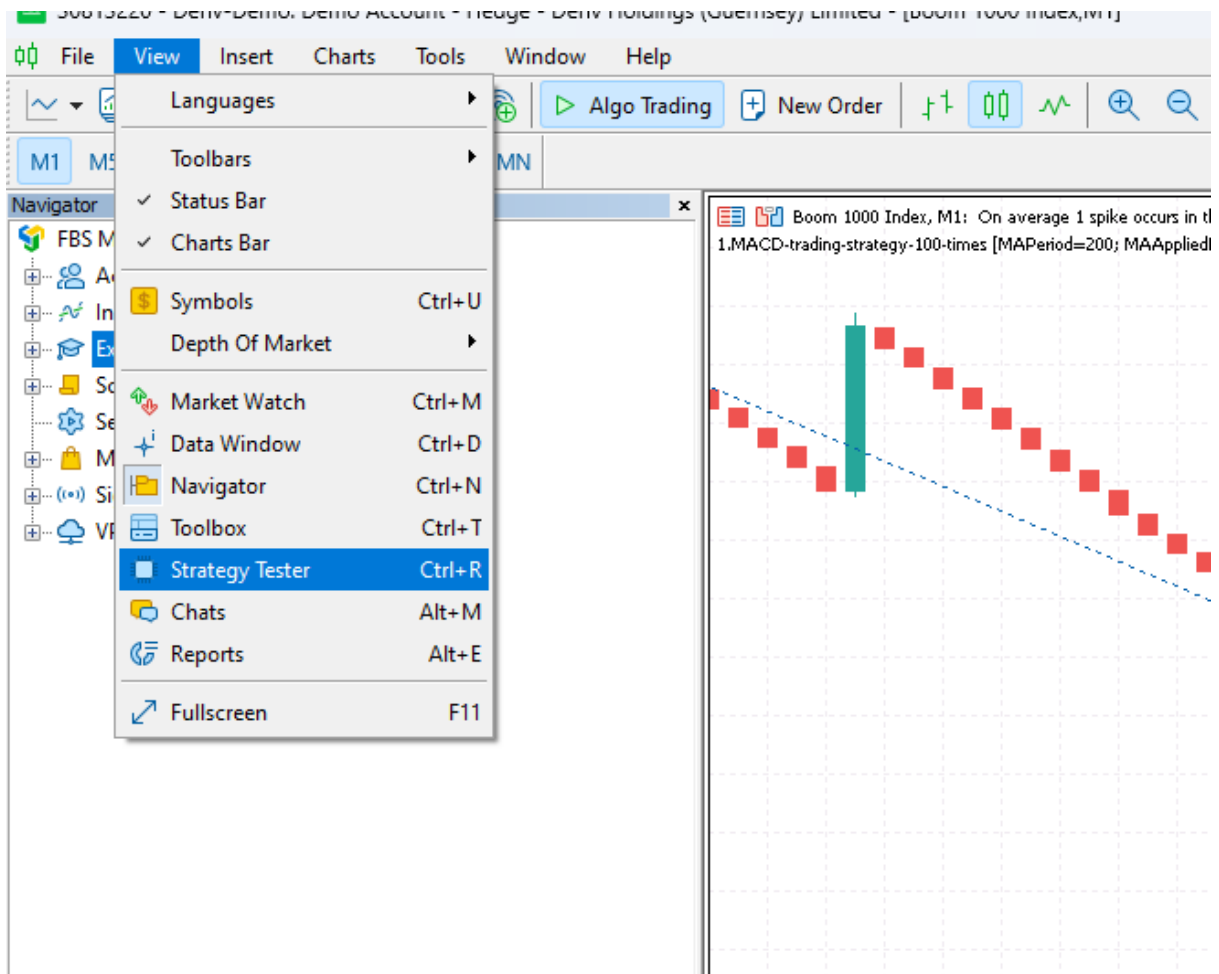 30813220 - Deriv-Demo: Demo Account - Hedge - Deriv Holdings (Guernsey) Limited - [Boom 1000 Index,M1]
File View Insert Charts Tools Window Help
Algo Trading New Order
M1 MN
Navigator
FBS M
Languages
Toolbars
Status Bar
Charts Bar
Symbols Ctrl+U
Depth Of Market
Market Watch Ctrl+M
Data Window Ctrl+D
Navigator Ctrl+N
Toolbox Ctrl+T
Strategy Tester Ctrl+R
Chats Alt+M
Reports Alt+E
Fullscreen F11
Boom 1000 Index, M1: On average 1 spike occurs in
1.MACD-trading-strategy-100-times [MAPeriod=200; MAApplied